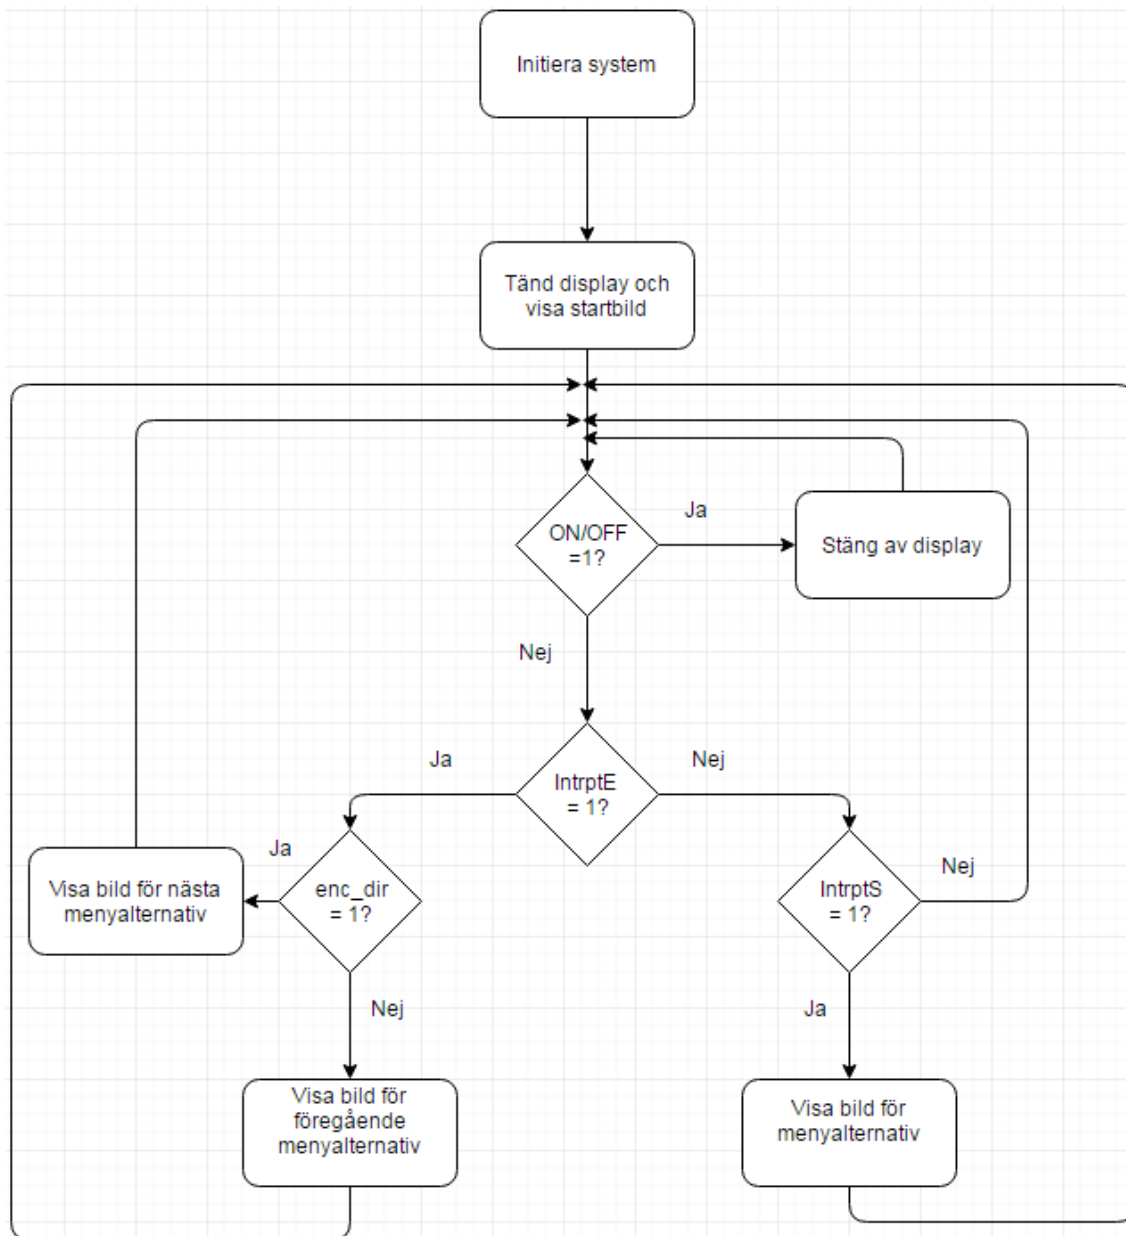 Initiera system
Tänd display och
visa startbild
ON/OFF
=1?
Ja
Stäng av display
Nej
IntrptE
= 1?
Ja
Nej
enc_dir
= 1?
Ja
Visa bild för nästa
menyalternativ
Nej
Visa bild för
föregående
menyalternativ
IntrptS
= 1?
Nej
Ja
Visa bild för
menyalternativ